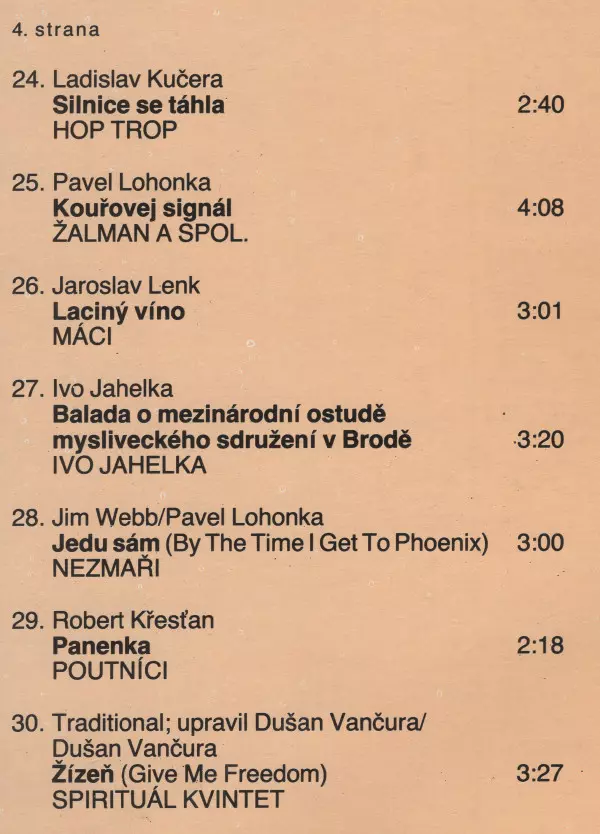 4. strana
24. Ladislav Kučera
Silnice se táhla 2:40
HOP TROP
25. Pavel Lohonka
Kouřovej signál 4:08
ŽALMAN A SPOL.
26. Jaroslav Lenk
Laciný víno 3:01
MÁCI
27. Ivo Jahelka
Balada o mezinárodní ostudě
mysliveckého sdružení v Brodě 3:20
IVO JAHELKA
28. Jim Webb/Pavel Lohonka
Jedu sám (By The Time I Get To Phoenix) 3:00
NEZMAŘI
29. Robert Křesťan
Panenka 2:18
POUTNÍCI
30. Traditional; upravil Dušan Vančura/
Dušan Vančura
Žízeň (Give Me Freedom) 3:27
SPIRITUÁL KVINTET